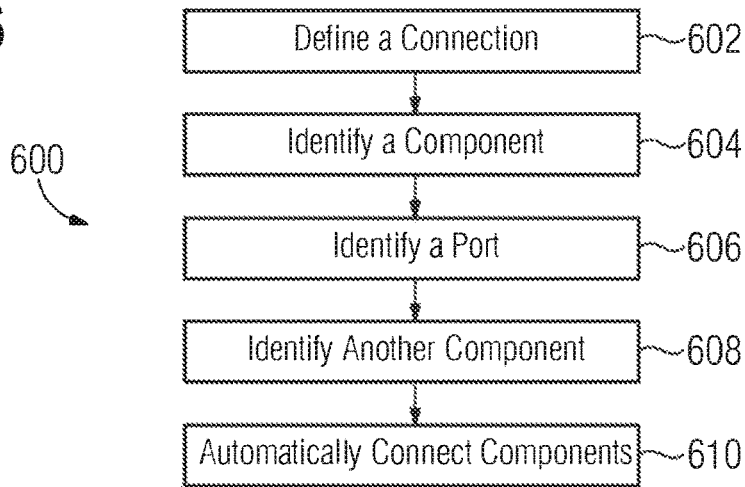 Define a Connection 602
Identify a Component 604
600
Identify a Port 606
Identify Another Component 608
Automatically Connect Components 610